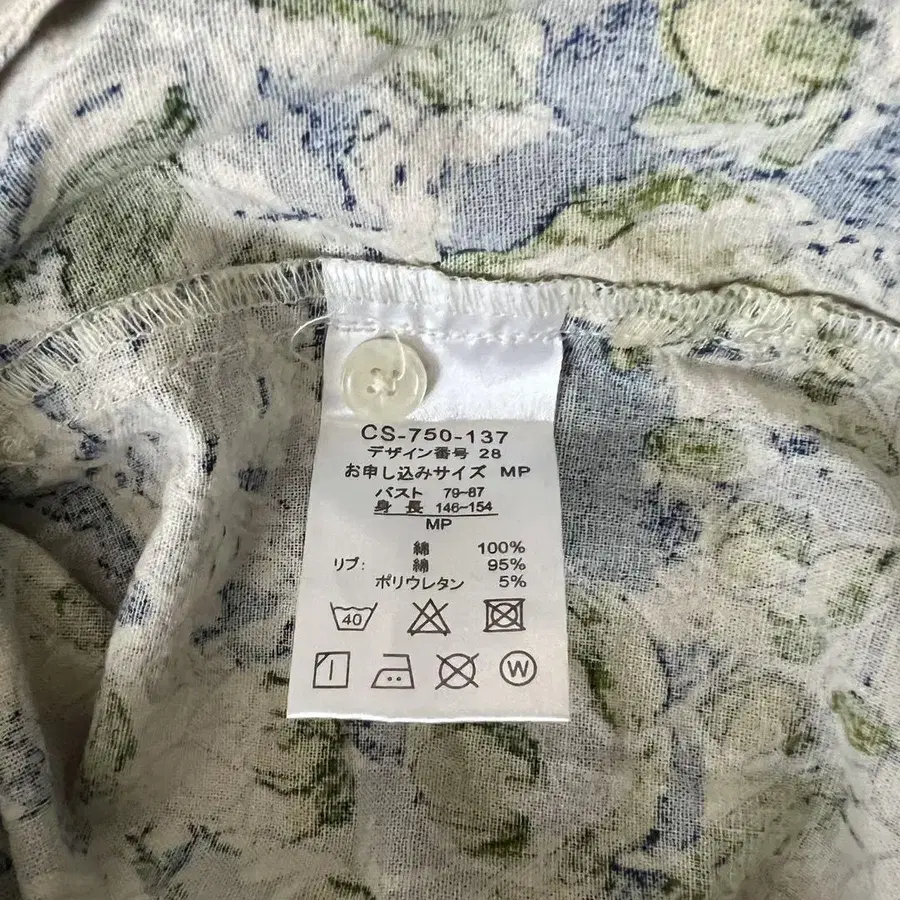 CS-750-137
デザイン番号 28
お申し込みサイズ MP
バスト 79-87
身長 146-154
MP
綿 100%
リブ: 綿 95%
ポリウレタン 5%
40
W